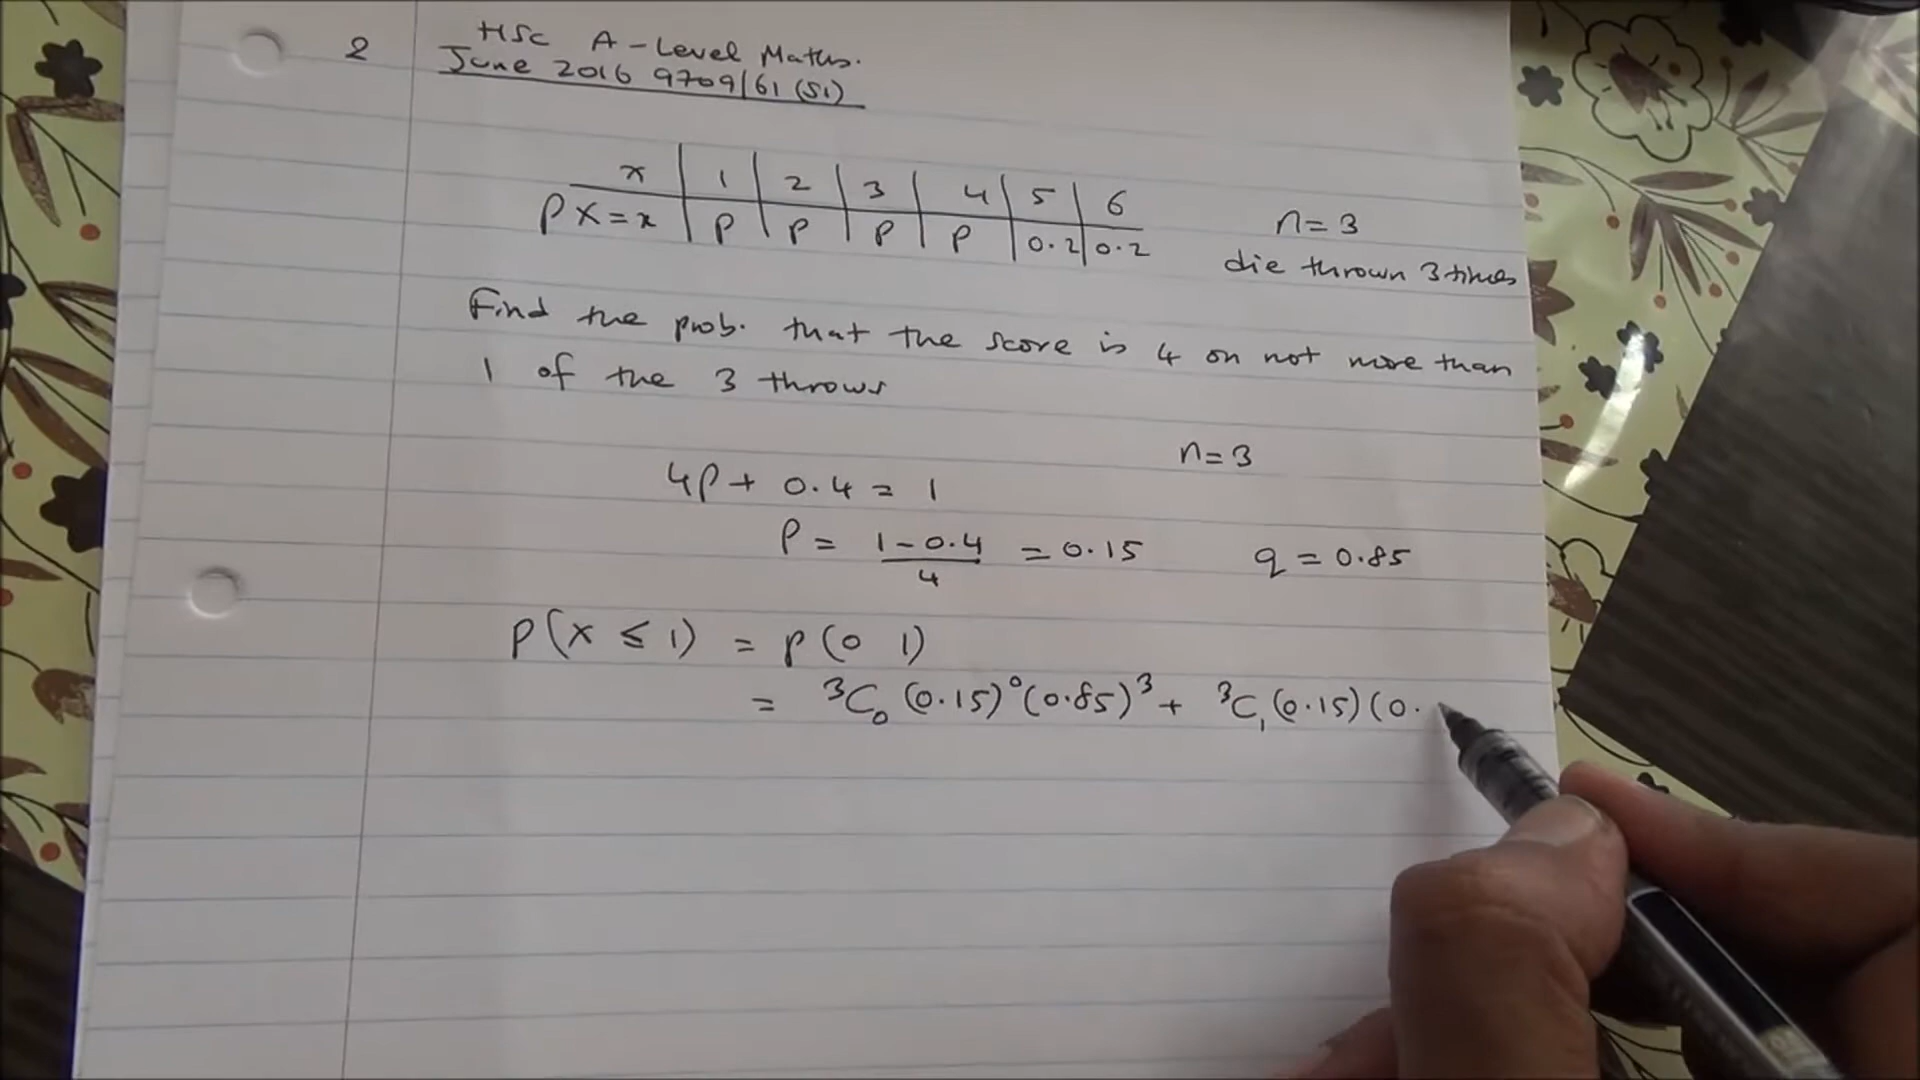 2
HSC A-Level Maths.
June 2016 9709/61 (S1)
x 1 2 3 4 5 6
P X=x p p p p 0.2 0.2
n=3
die thrown 3 times
Find the prob. that the score is 4 on not more than
1 of the 3 throws
n=3
4p + 0.4 = 1
P = 1-0.4/4 = 0.15 q = 0.85
P(X ≤ 1) = P(0 1)
= ³C₀ (0.15)⁰(0.85)³ + ³C₁(0.15)(0.